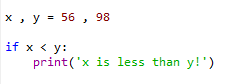 x , y = 56 , 98
if x < y:
    print('x is less than y!')